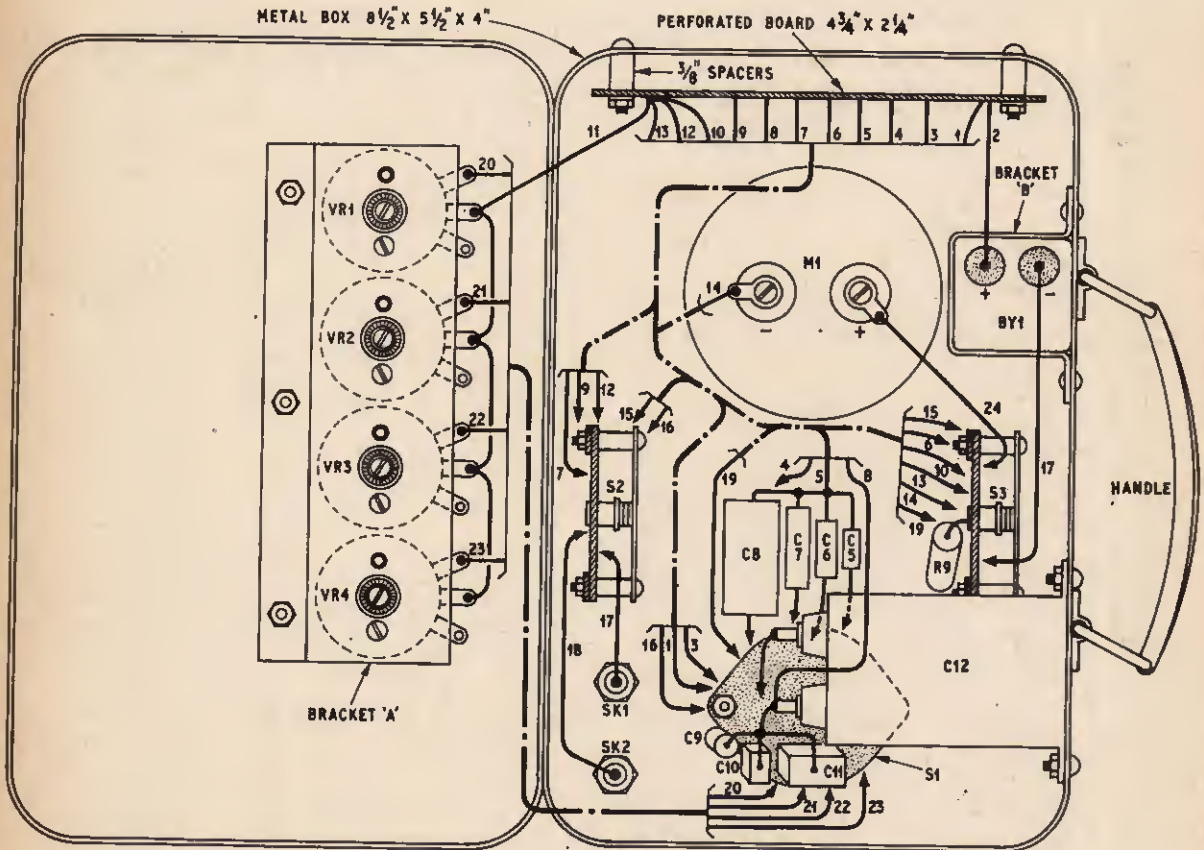 METAL BOX 8½" X 5½" X 4"
PERFORATED BOARD 4¾" X 2¼"
⅜" SPACERS
11
13
12
10
9
8
7
6
5
4
3
1
2
BRACKET
'B'
20
VR1
M1
14
-
+
+
-
BY1
21
VR2
9
12
15
16
24
15
6
10
13
14
19
17
HANDLE
22
VR3
7
S2
19
4
5
8
S3
C8
C7
C6
C5
R9
23
VR4
18
17
16
1
3
C12
BRACKET 'A'
SK1
SK2
C9
C10
C11
S1
20
21
22
23